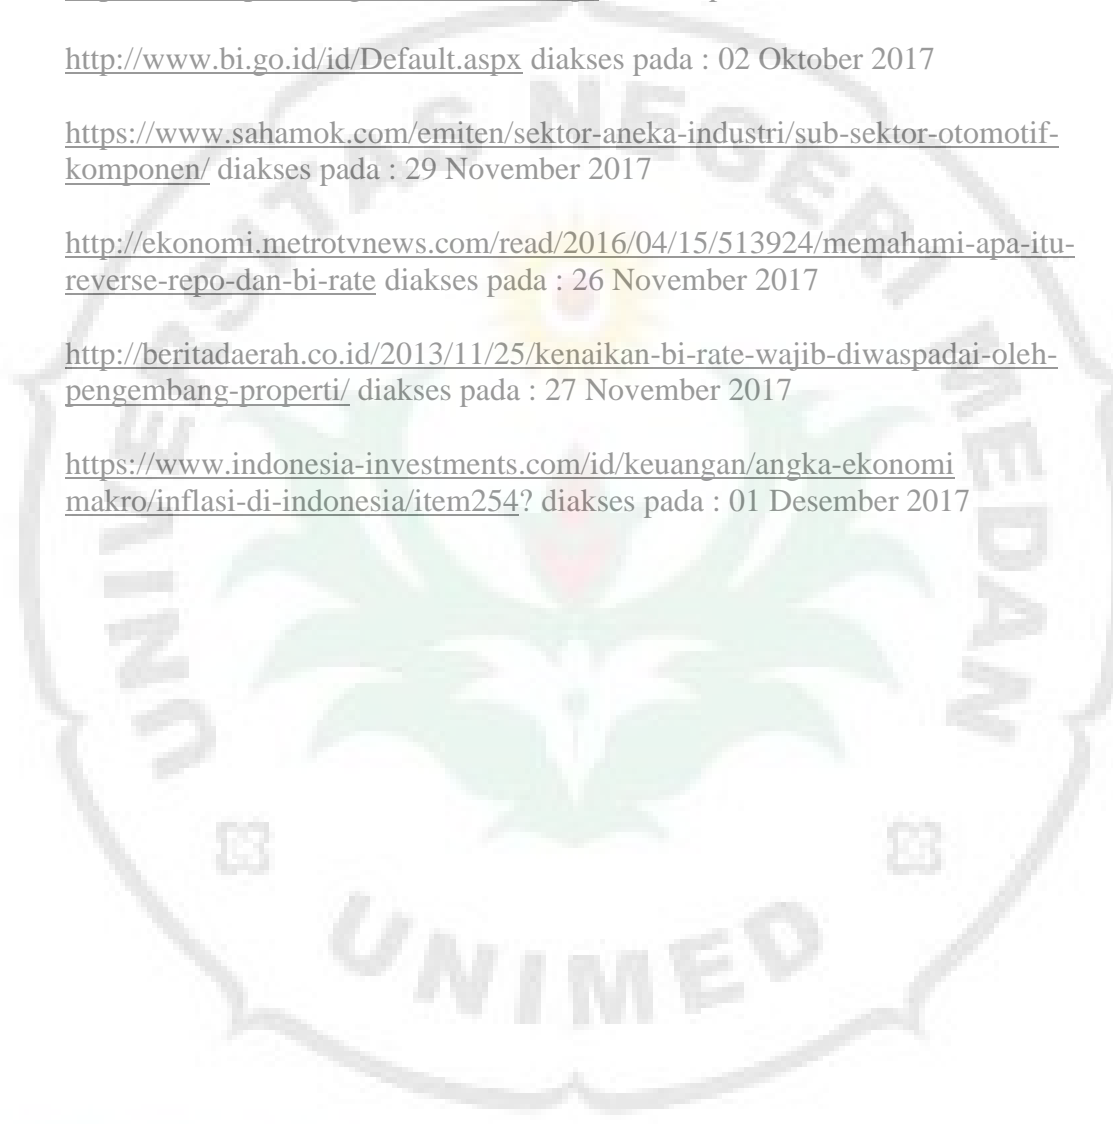 http://www.bi.go.id/id/Default.aspx diakses pada : 02 Oktober 2017
https://www.sahamok.com/emiten/sektor-aneka-industri/sub-sektor-otomotif-
komponen/ diakses pada : 29 November 2017
http://ekonomi.metrotvnews.com/read/2016/04/15/513924/memahami-apa-itu-
reverse-repo-dan-bi-rate diakses pada : 26 November 2017
http://beritadaerah.co.id/2013/11/25/kenaikan-bi-rate-wajib-diwaspadai-oleh-
pengembang-properti/ diakses pada : 27 November 2017
https://www.indonesia-investments.com/id/keuangan/angka-ekonomi
makro/inflasi-di-indonesia/item254? diakses pada : 01 Desember 2017
UNIVERSITAS NEGERI MEDAN
UNIMED